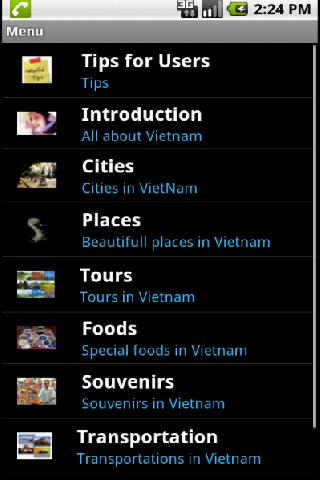 3G 2:24 PM
Menu
Tips for Users
Tips
Introduction
All about Vietnam
Cities
Cities in VietNam
Places
Beautifull places in Vietnam
Tours
Tours in Vietnam
Foods
Special foods in Vietnam
Souvenirs
Souvenirs in Vietnam
Transportation
Transportations in Vietnam